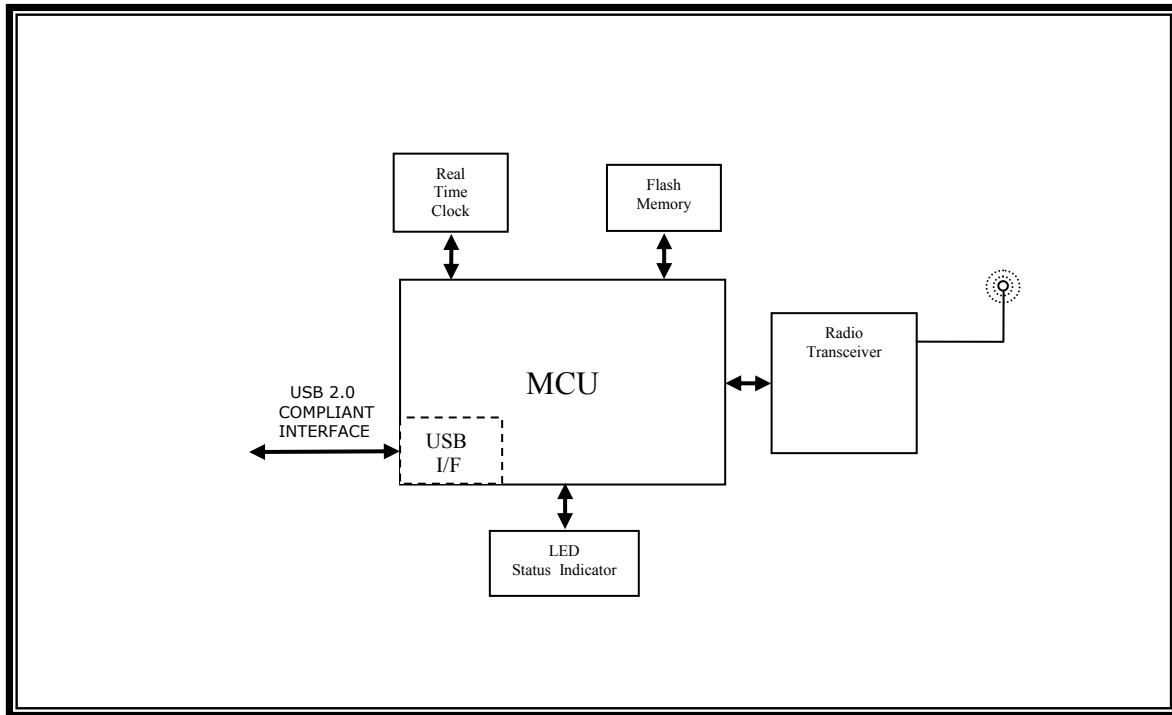 Real
Time
Clock
Flash
Memory
Radio
Transceiver
MCU
USB 2.0
COMPLIANT
INTERFACE
USB
I/F
LED
Status Indicator